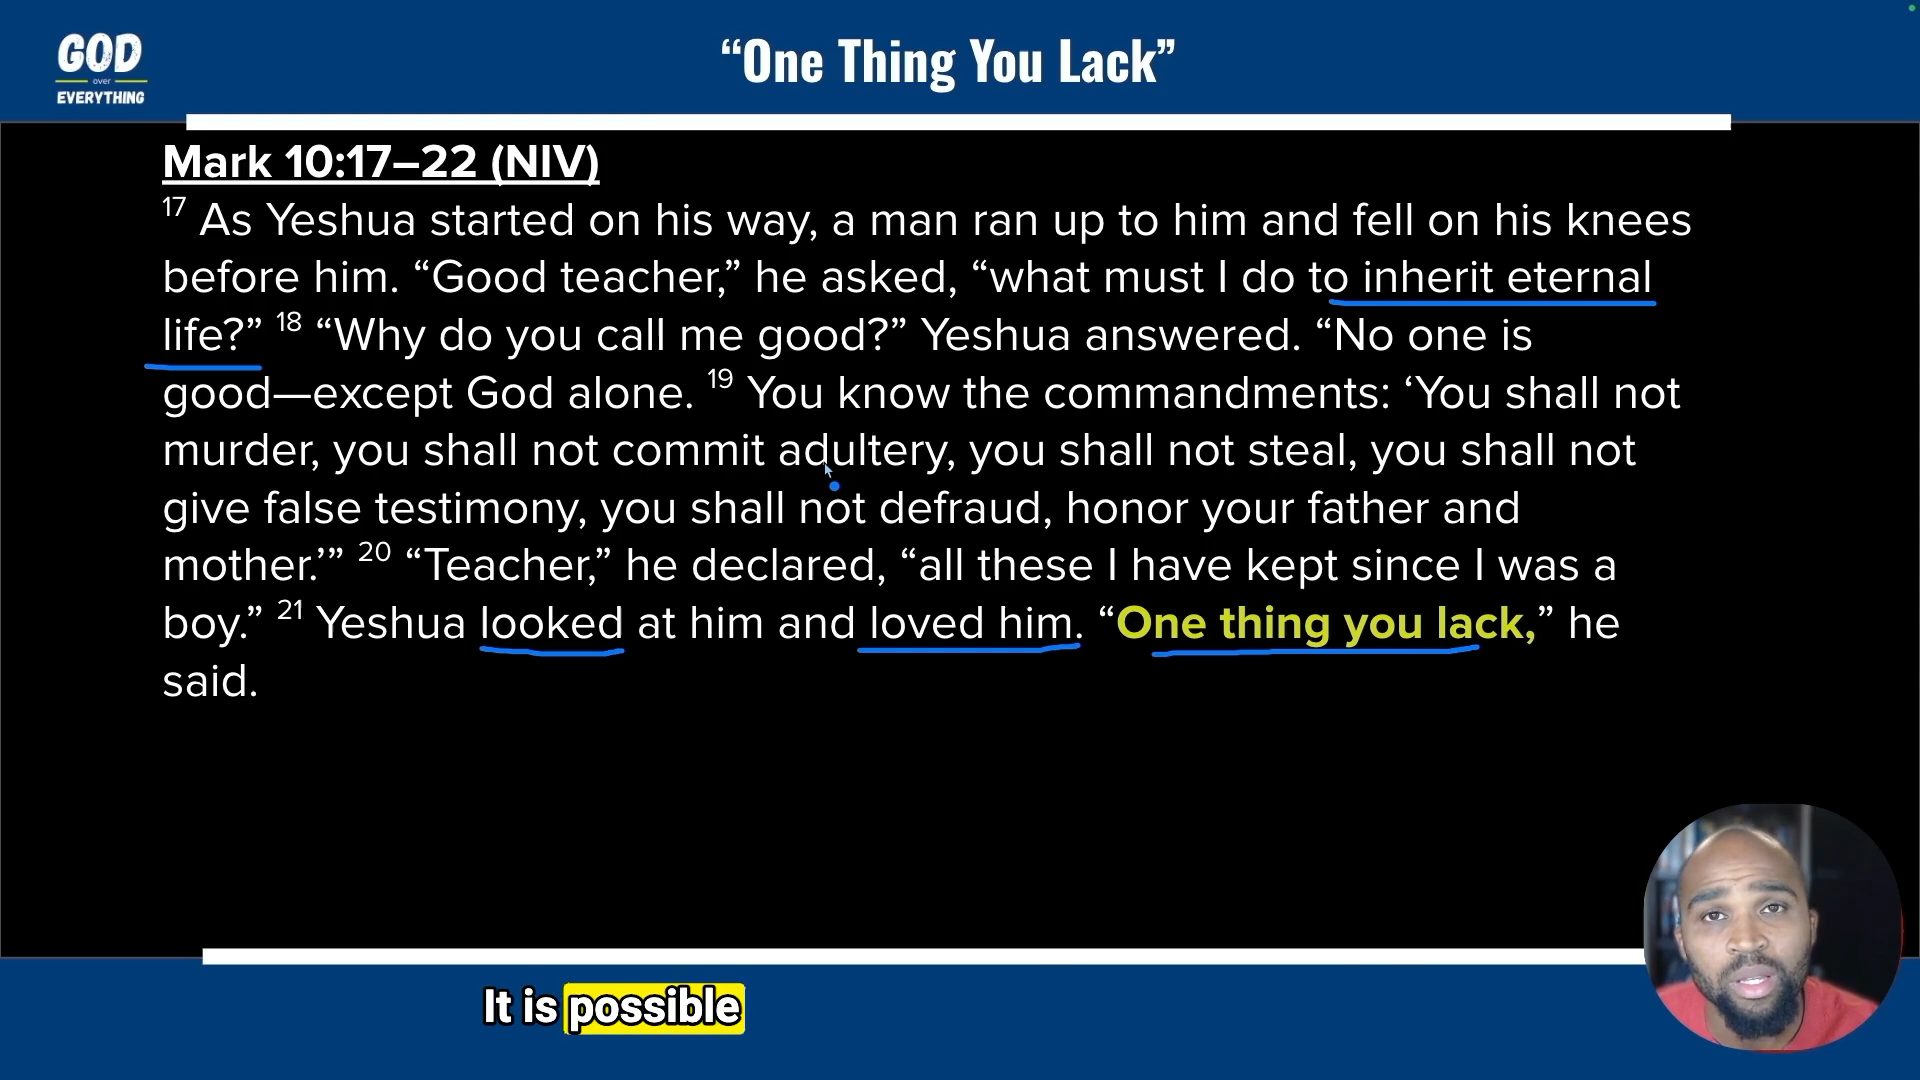 GOD
over
EVERYTHING
“One Thing You Lack”
Mark 10:17–22 (NIV)
17 As Yeshua started on his way, a man ran up to him and fell on his knees
before him. “Good teacher,” he asked, “what must I do to inherit eternal
life?” 18 “Why do you call me good?” Yeshua answered. “No one is
good—except God alone. 19 You know the commandments: ‘You shall not
murder, you shall not commit adultery, you shall not steal, you shall not
give false testimony, you shall not defraud, honor your father and
mother.’” 20 “Teacher,” he declared, “all these I have kept since I was a
boy.” 21 Yeshua looked at him and loved him. “One thing you lack,” he
said.
It is possible